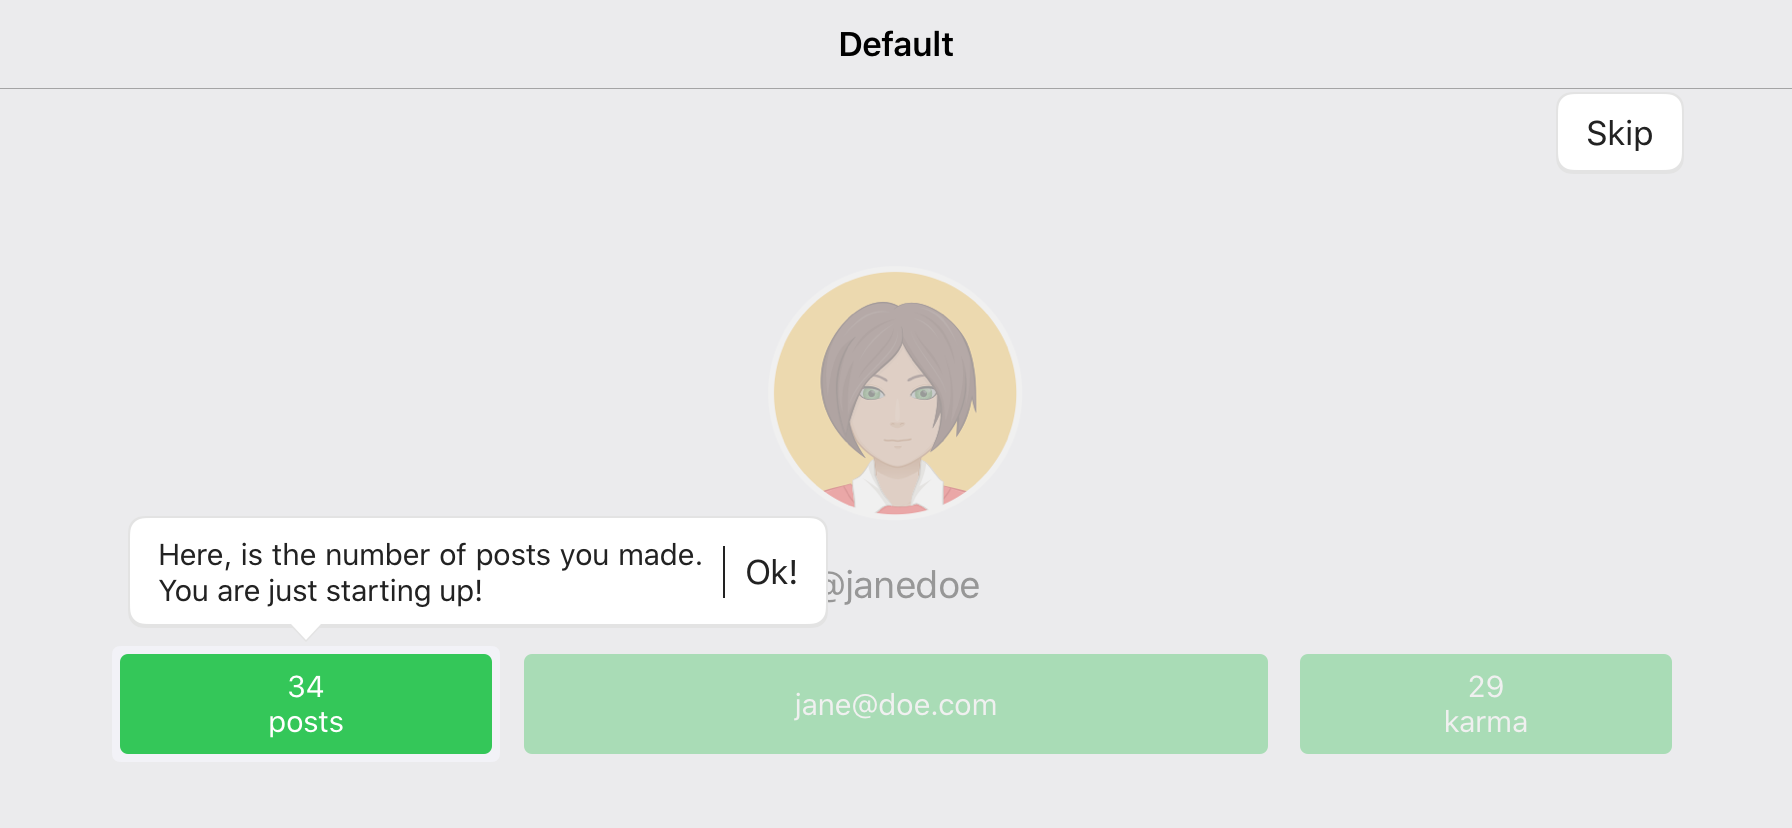 Default
Skip
Here, is the number of posts you made.
You are just starting up!
Ok!
@janedoe
34
posts
jane@doe.com
29
karma